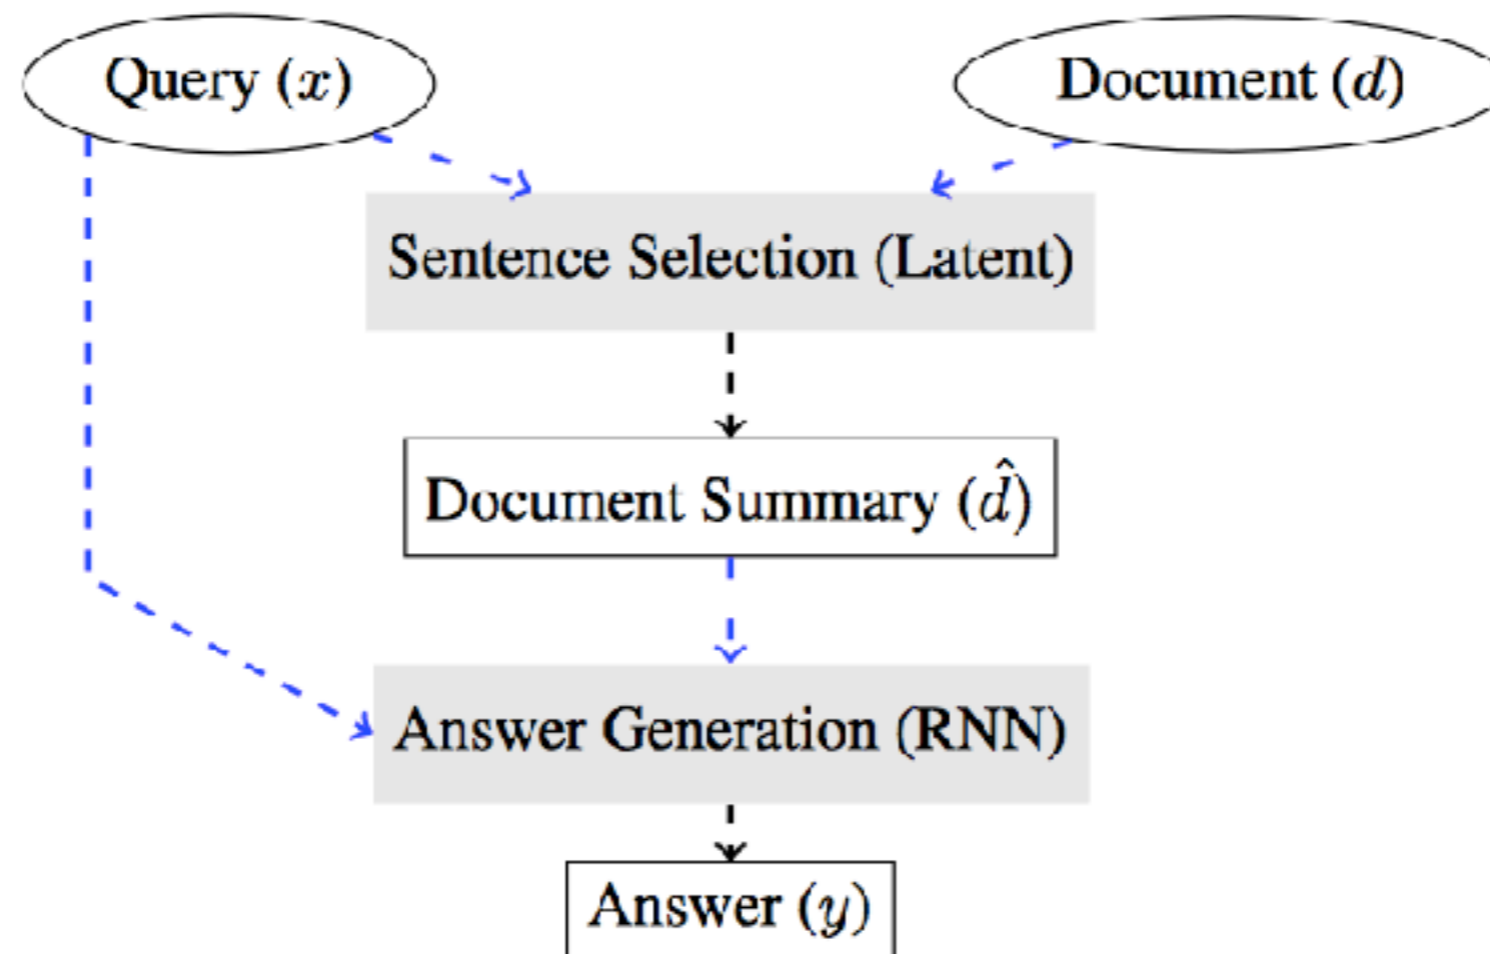 Query (x)
Document (d)
Sentence Selection (Latent)
Document Summary (d̂)
Answer Generation (RNN)
Answer (y)